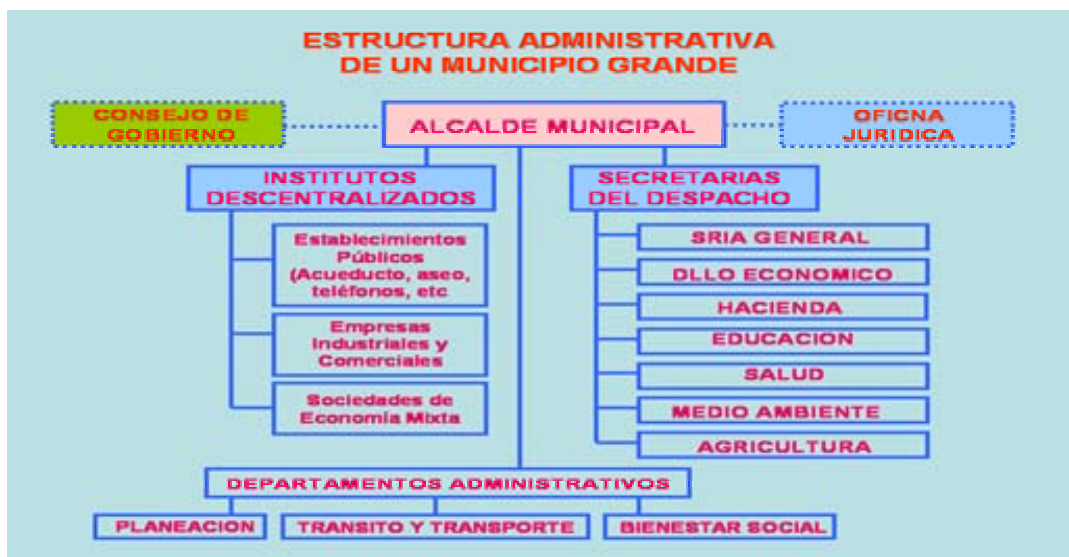 ESTRUCTURA ADMINISTRATIVA
DE UN MUNICIPIO GRANDE
CONSEJO DE
GOBIERNO
ALCALDE MUNICIPAL
OFICNA
JURIDICA
INSTITUTOS
DESCENTRALIZADOS
SECRETARIAS
DEL DESPACHO
Establecimientos
Públicos
(Acueducto, aseo,
teléfonos, etc
Empresas
Industriales y
Comerciales
Sociedades de
Economía Mixta
SRIA GENERAL
DLLO ECONOMICO
HACIENDA
EDUCACION
SALUD
MEDIO AMBIENTE
AGRICULTURA
DEPARTAMENTOS ADMINISTRATIVOS
PLANEACION
TRANSITO Y TRANSPORTE
BIENESTAR SOCIAL